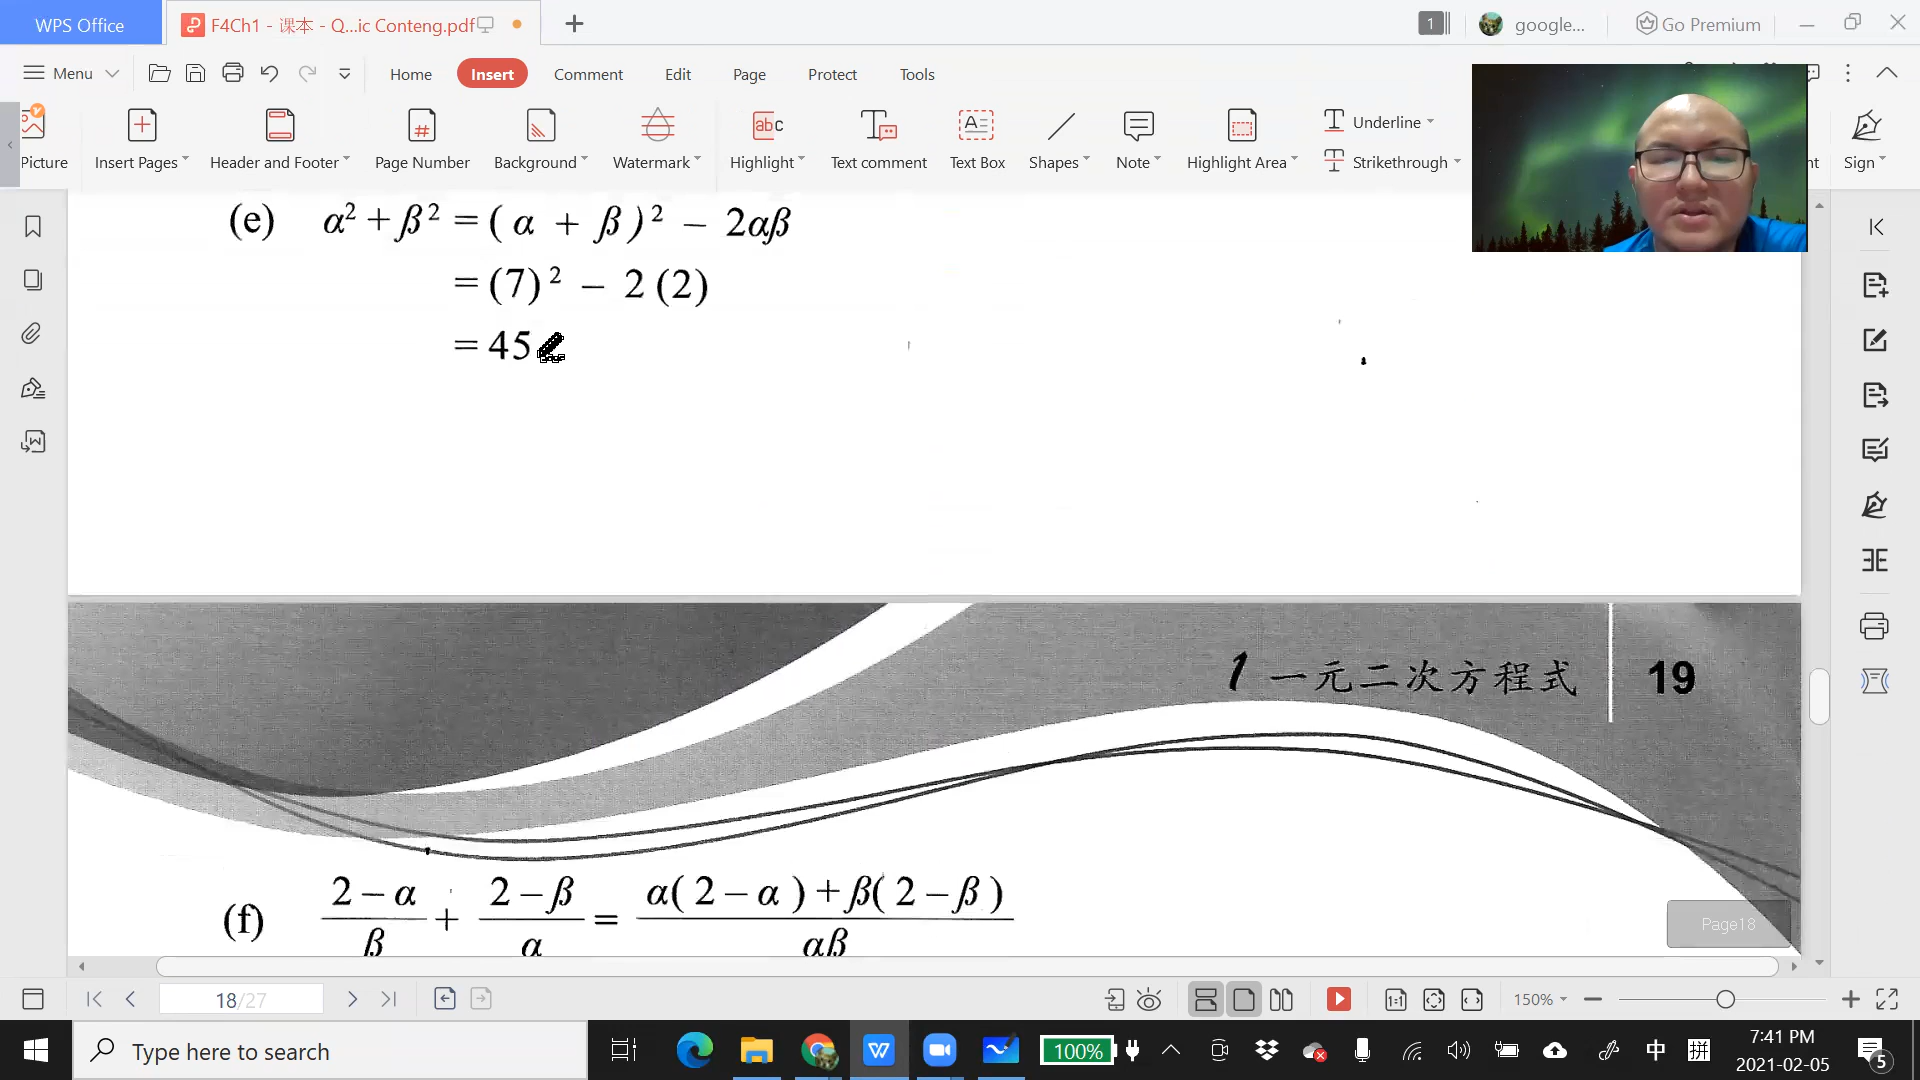 WPS Office
F4Ch1 - 课本 - Q...ic Conteng.pdf
1
google...
Go Premium
Menu
Home
Insert
Comment
Edit
Page
Protect
Tools
Picture
Insert Pages
Header and Footer
Page Number
Background
Watermark
Highlight
Text comment
Text Box
Shapes
Note
Highlight Area
Underline
Strikethrough
Sign
(e) α² + β² = ( α + β )² − 2αβ
= (7)² − 2 (2)
= 45
1 一元二次方程式 19
(f) (2 − α)/β + (2 − β)/α = (α( 2 − α ) + β( 2 − β ))/αβ
Page18
18/27
150%
Type here to search
100%
中
拼
7:41 PM
2021-02-05
5